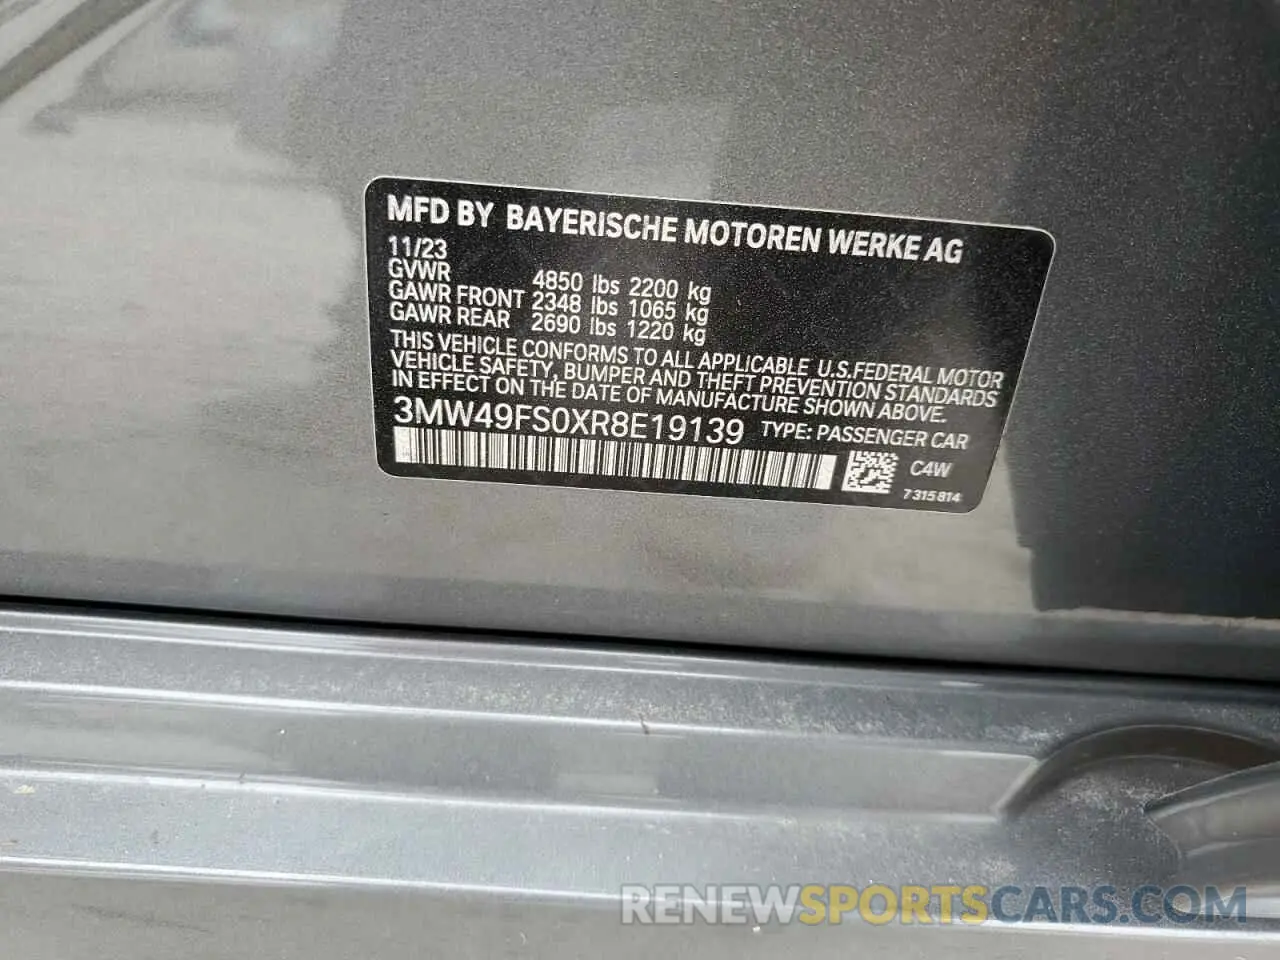 MFD BY BAYERISCHE MOTOREN WERKE AG
11/23
GVWR 4850 lbs 2200 kg
GAWR FRONT 2348 lbs 1065 kg
GAWR REAR 2690 lbs 1220 kg
THIS VEHICLE CONFORMS TO ALL APPLICABLE U.S.FEDERAL MOTOR
VEHICLE SAFETY, BUMPER AND THEFT PREVENTION STANDARDS
IN EFFECT ON THE DATE OF MANUFACTURE SHOWN ABOVE.
3MW49FS0XR8E19139 TYPE: PASSENGER CAR
C4W
7 315 814
RENEWSPORTSCARS.COM